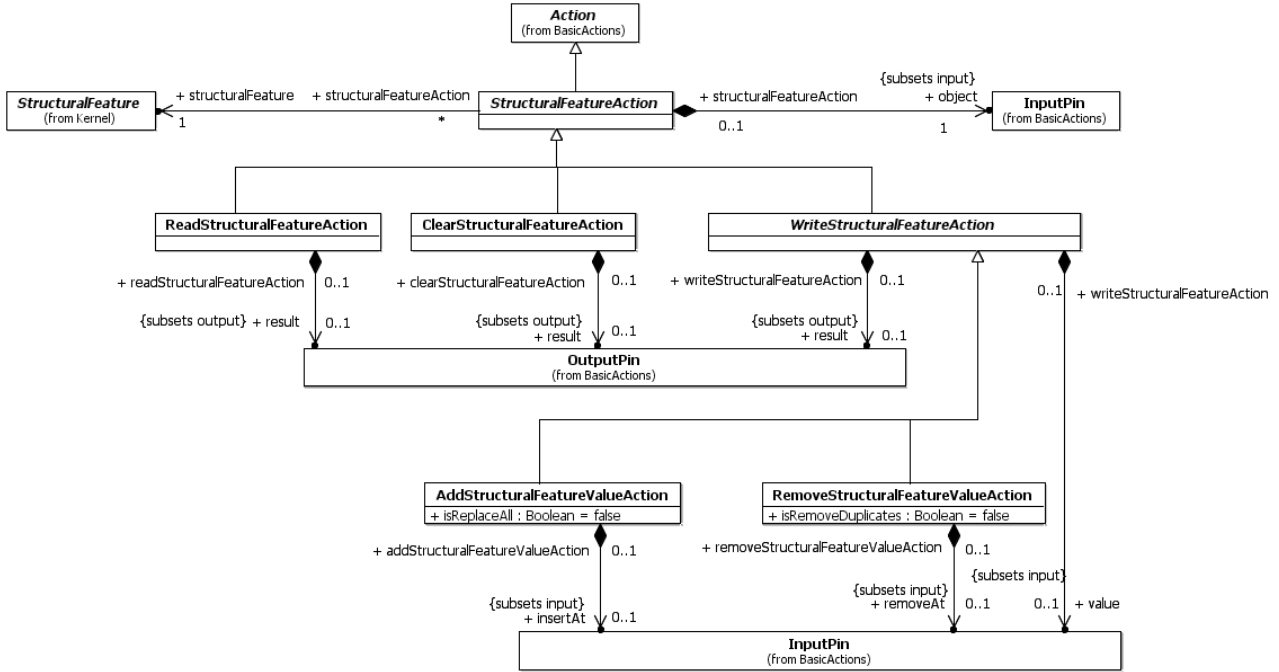 Action
(from BasicActions)
StructuralFeature
(from Kernel)
+ structuralFeature
1
+ structuralFeatureAction
*
StructuralFeatureAction
+ structuralFeatureAction
0..1
{subsets input}
+ object
1
InputPin
(from BasicActions)
ReadStructuralFeatureAction
ClearStructuralFeatureAction
WriteStructuralFeatureAction
+ readStructuralFeatureAction
0..1
+ clearStructuralFeatureAction
0..1
+ writeStructuralFeatureAction
0..1
0..1
+ writeStructuralFeatureAction
{subsets output}
+ result
0..1
{subsets output}
+ result
0..1
{subsets output}
+ result
0..1
OutputPin
(from BasicActions)
AddStructuralFeatureValueAction
+ isReplaceAll : Boolean = false
RemoveStructuralFeatureValueAction
+ isRemoveDuplicates : Boolean = false
+ addStructuralFeatureValueAction
0..1
+ removeStructuralFeatureValueAction
0..1
{subsets input}
+ insertAt
0..1
{subsets input}
+ removeAt
0..1
{subsets input}
0..1
+ value
InputPin
(from BasicActions)